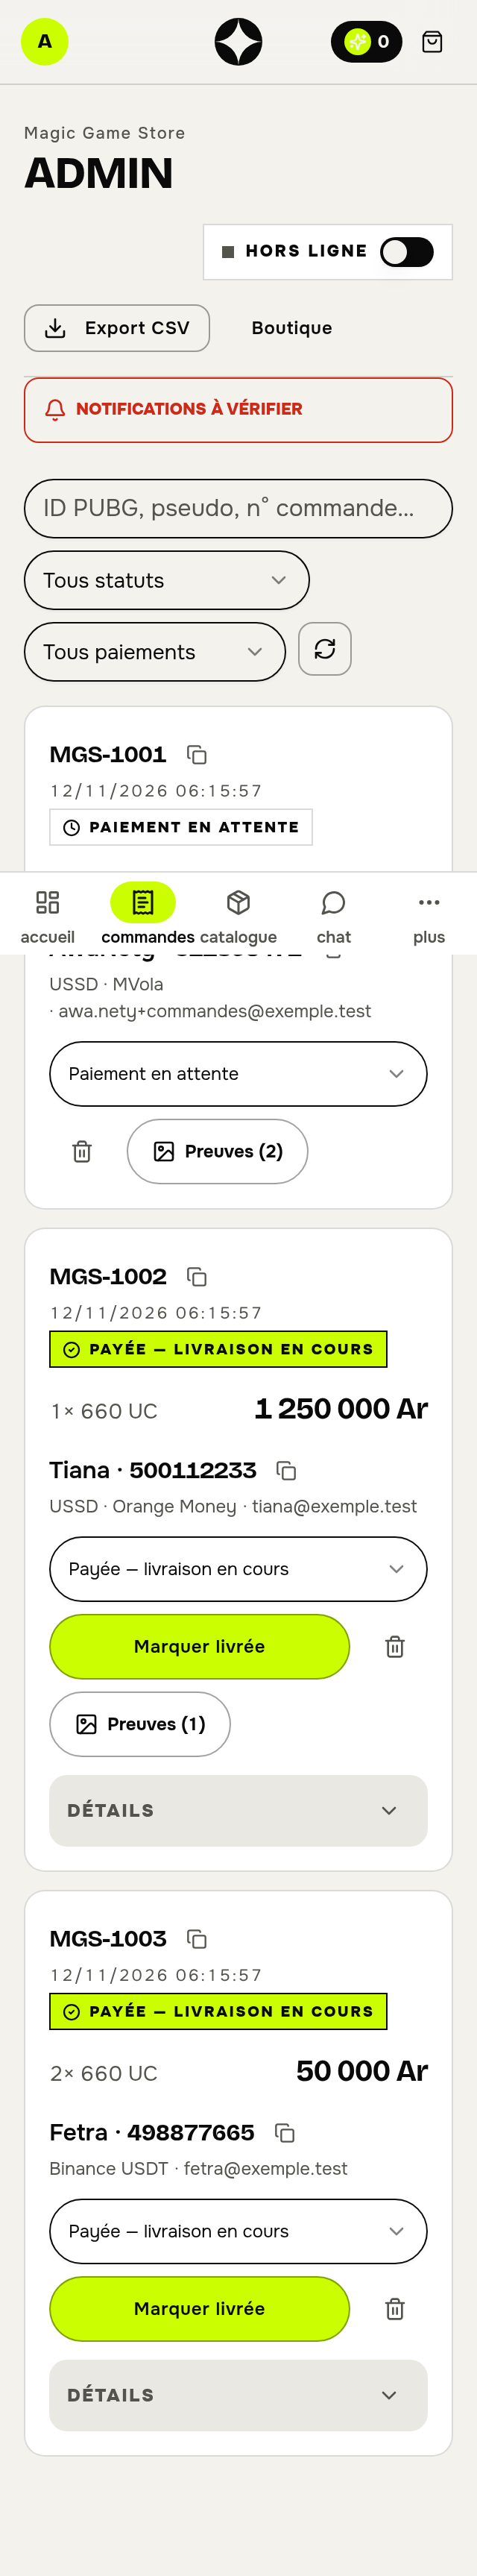 A
0
Magic Game Store
ADMIN
HORS LIGNE
Export CSV
Boutique
NOTIFICATIONS À VÉRIFIER
ID PUBG, pseudo, n° commande...
Tous statuts
Tous paiements
MGS-1001
12/11/2026 06:15:57
PAIEMENT EN ATTENTE
accueil commandes catalogue chat plus
USSD · MVola
· awa.nety+commandes@exemple.test
Paiement en attente
Preuves (2)
MGS-1002
12/11/2026 06:15:57
PAYÉE — LIVRAISON EN COURS
1× 660 UC 1 250 000 Ar
Tiana · 500112233
USSD · Orange Money · tiana@exemple.test
Payée — livraison en cours
Marquer livrée
Preuves (1)
DÉTAILS
MGS-1003
12/11/2026 06:15:57
PAYÉE — LIVRAISON EN COURS
2× 660 UC 50 000 Ar
Fetra · 498877665
Binance USDT · fetra@exemple.test
Payée — livraison en cours
Marquer livrée
DÉTAILS